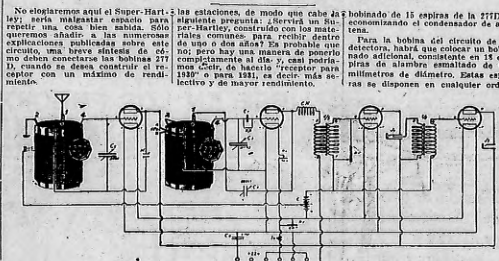 No elogiaremos aquí el Super-Hart-
ley; sería malgastar espacio para
repetir una cosa bien sabida. Sólo
queremos añadir a las numerosas
explicaciones publicadas sobre este
circuito, una breve síntesis de có-
mo deben conectarse las bobinas 277
D, cuando se desea construir el re-
ceptor con un máximo de rendi-
miento.
las estaciones, de modo que cabe la
siguiente pregunta: ¿Servirá un Su-
per-Hartley, construído con los mate-
riales comunes, para recibir dentro
de uno o dos años? Es probable que
no; pero hay una manera de ponerlo
completamente al día y, casi podría-
mos decir, de hacerlo "receptor para
1930" o para 1931, es decir, más se-
lectivo y de mayor rendimiento.
bobinado de 15 espiras de la 277D
economizando el condensador de a
tena.
Para la bobina del circuito de
detectora, habrá que colocar un bob
nado adicional, consistente en 15 e
piras de alambre esmaltado de
milímetros de diámetro. Estas esp
ras se disponen en cualquier ord